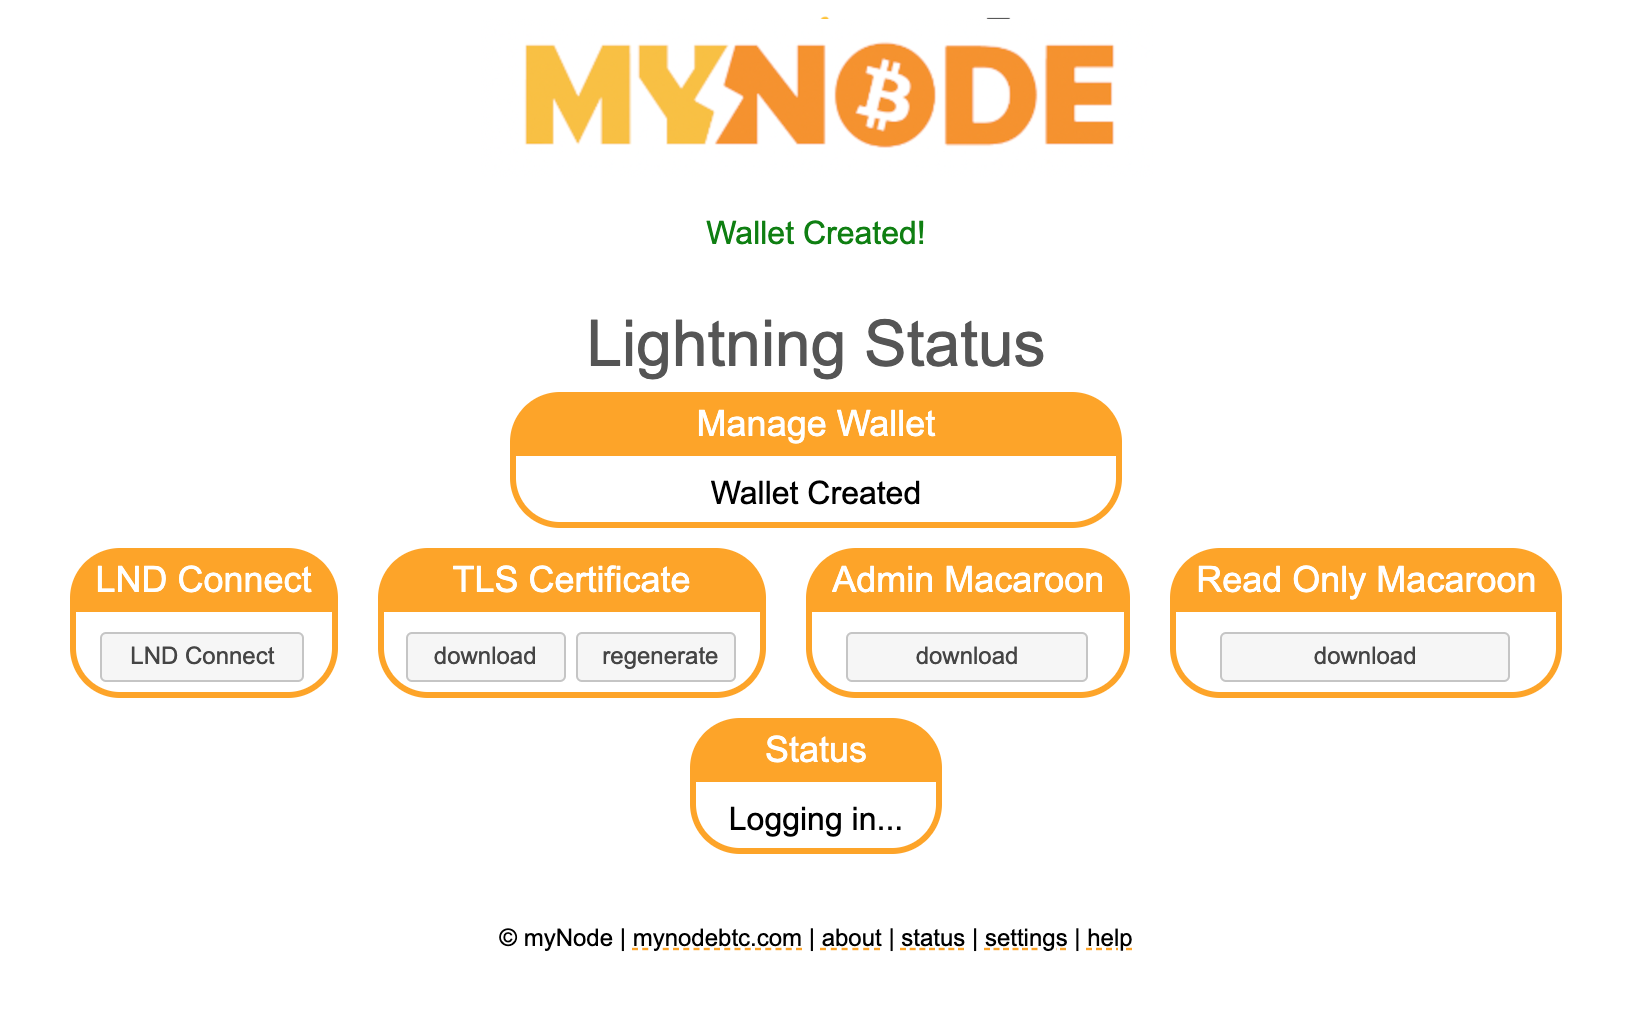 MYNODE
Wallet Created!
Lightning Status
Manage Wallet
Wallet Created
LND Connect
LND Connect
TLS Certificate
download regenerate
Admin Macaroon
download
Read Only Macaroon
download
Status
Logging in...
© myNode | mynodebtc.com | about | status | settings | help